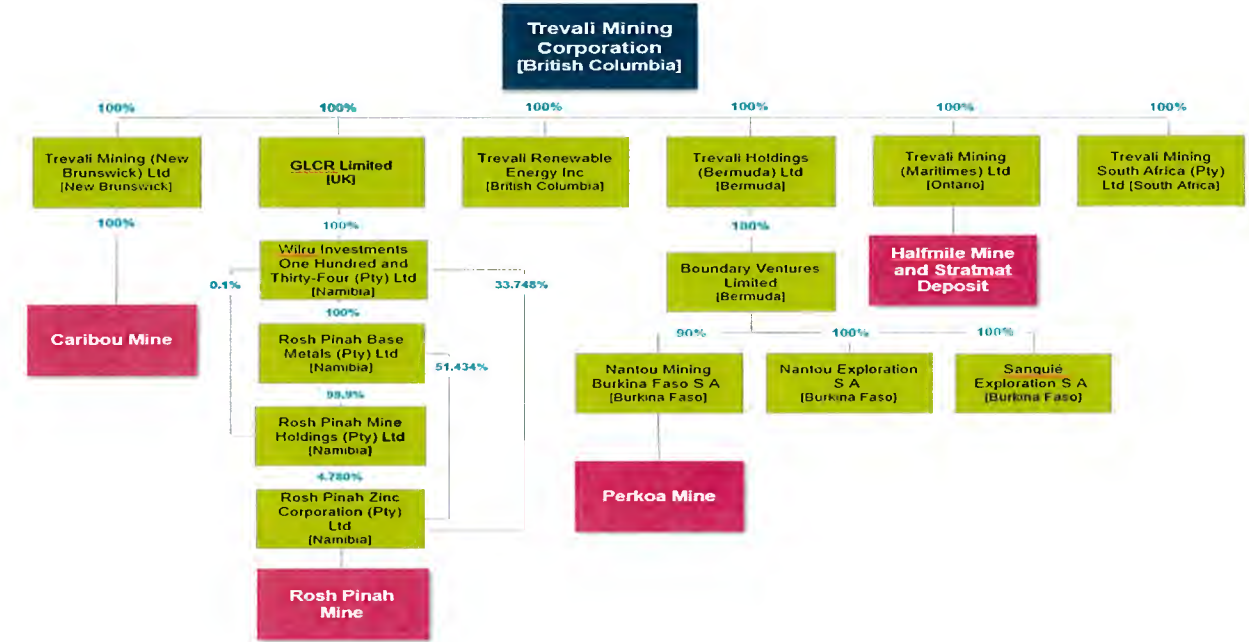 Trevali Mining
Corporation
[British Columbia]
100%
100%
100%
100%
100%
100%
Trevali Mining (New
Brunswick) Ltd
[New Brunswick]
GLCR Limited
[UK]
Trevali Renewable
Energy Inc
[British Columbia]
Trevali Holdings
(Bermuda) Ltd
[Bermuda]
Trevali Mining
(Maritimes) Ltd
[Ontario]
Trevali Mining
South Africa (Pty)
Ltd [South Africa]
100%
100%
100%
Wilru Investments
One Hundred and
Thirty-Four (Pty) Ltd
[Namibia]
Boundary Ventures
Limited
[Bermuda]
Halfmile Mine
and Stratmat
Deposit
0.1%
33.748%
Caribou Mine
100%
90%
100%
100%
Rosh Pinah Base
Metals (Pty) Ltd
[Namibia]
51.434%
Nantou Mining
Burkina Faso S A
[Burkina Faso]
Nantou Exploration
S A
[Burkina Faso]
Sanquié
Exploration S A
[Burkina Faso]
99.9%
Rosh Pinah Mine
Holdings (Pty) Ltd
[Namibia]
4.780%
Perkoa Mine
Rosh Pinah Zinc
Corporation (Pty)
Ltd
[Namibia]
Rosh Pinah
Mine